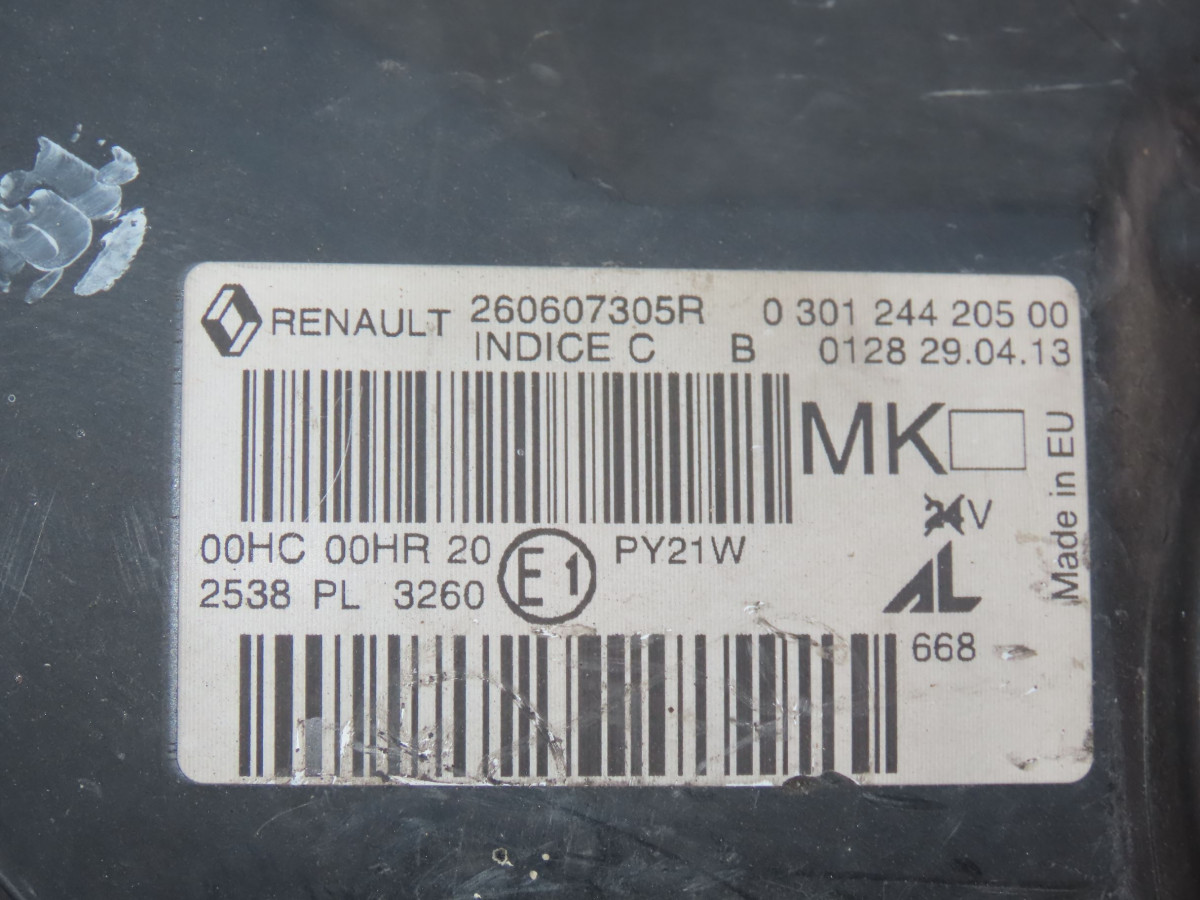 RENAULT 260607305R 0 301 244 205 00
INDICE C B 0128 29.04.13
MK
24V
Made in EU
00HC 00HR 20 E1 PY21W
2538 PL 3260
AL
668